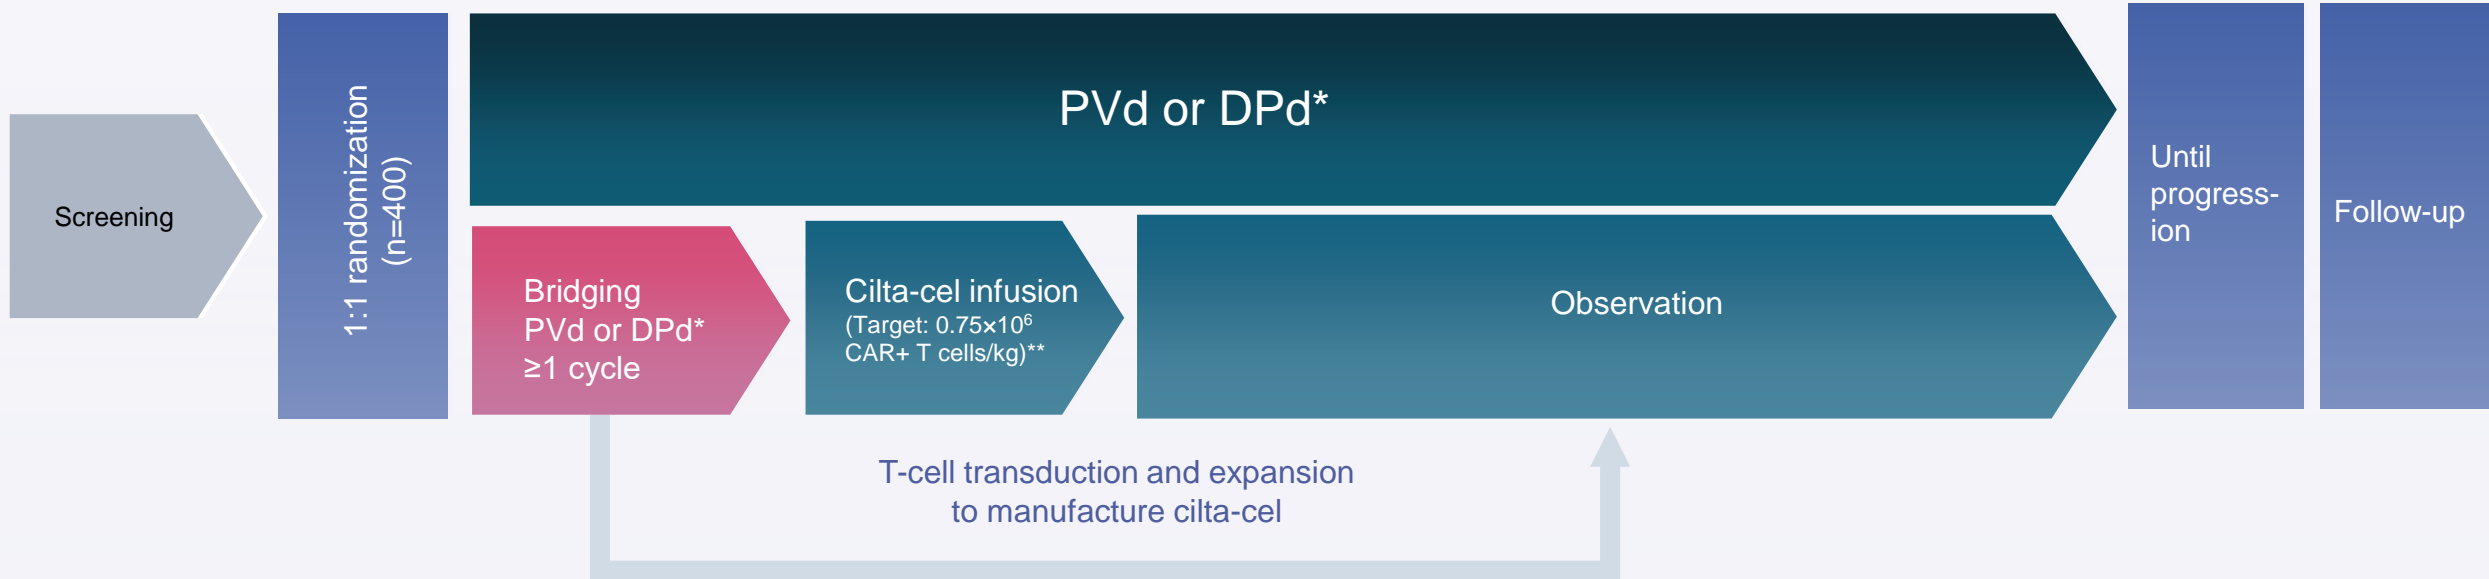 Screening
1:1 randomization
(n=400)
PVd or DPd*
Bridging
PVd or DPd*
≥1 cycle
Cilta-cel infusion
(Target: 0.75×10⁶
CAR+ T cells/kg)**
Observation
T-cell transduction and expansion
to manufacture cilta-cel
Until
progress-
ion
Follow-up